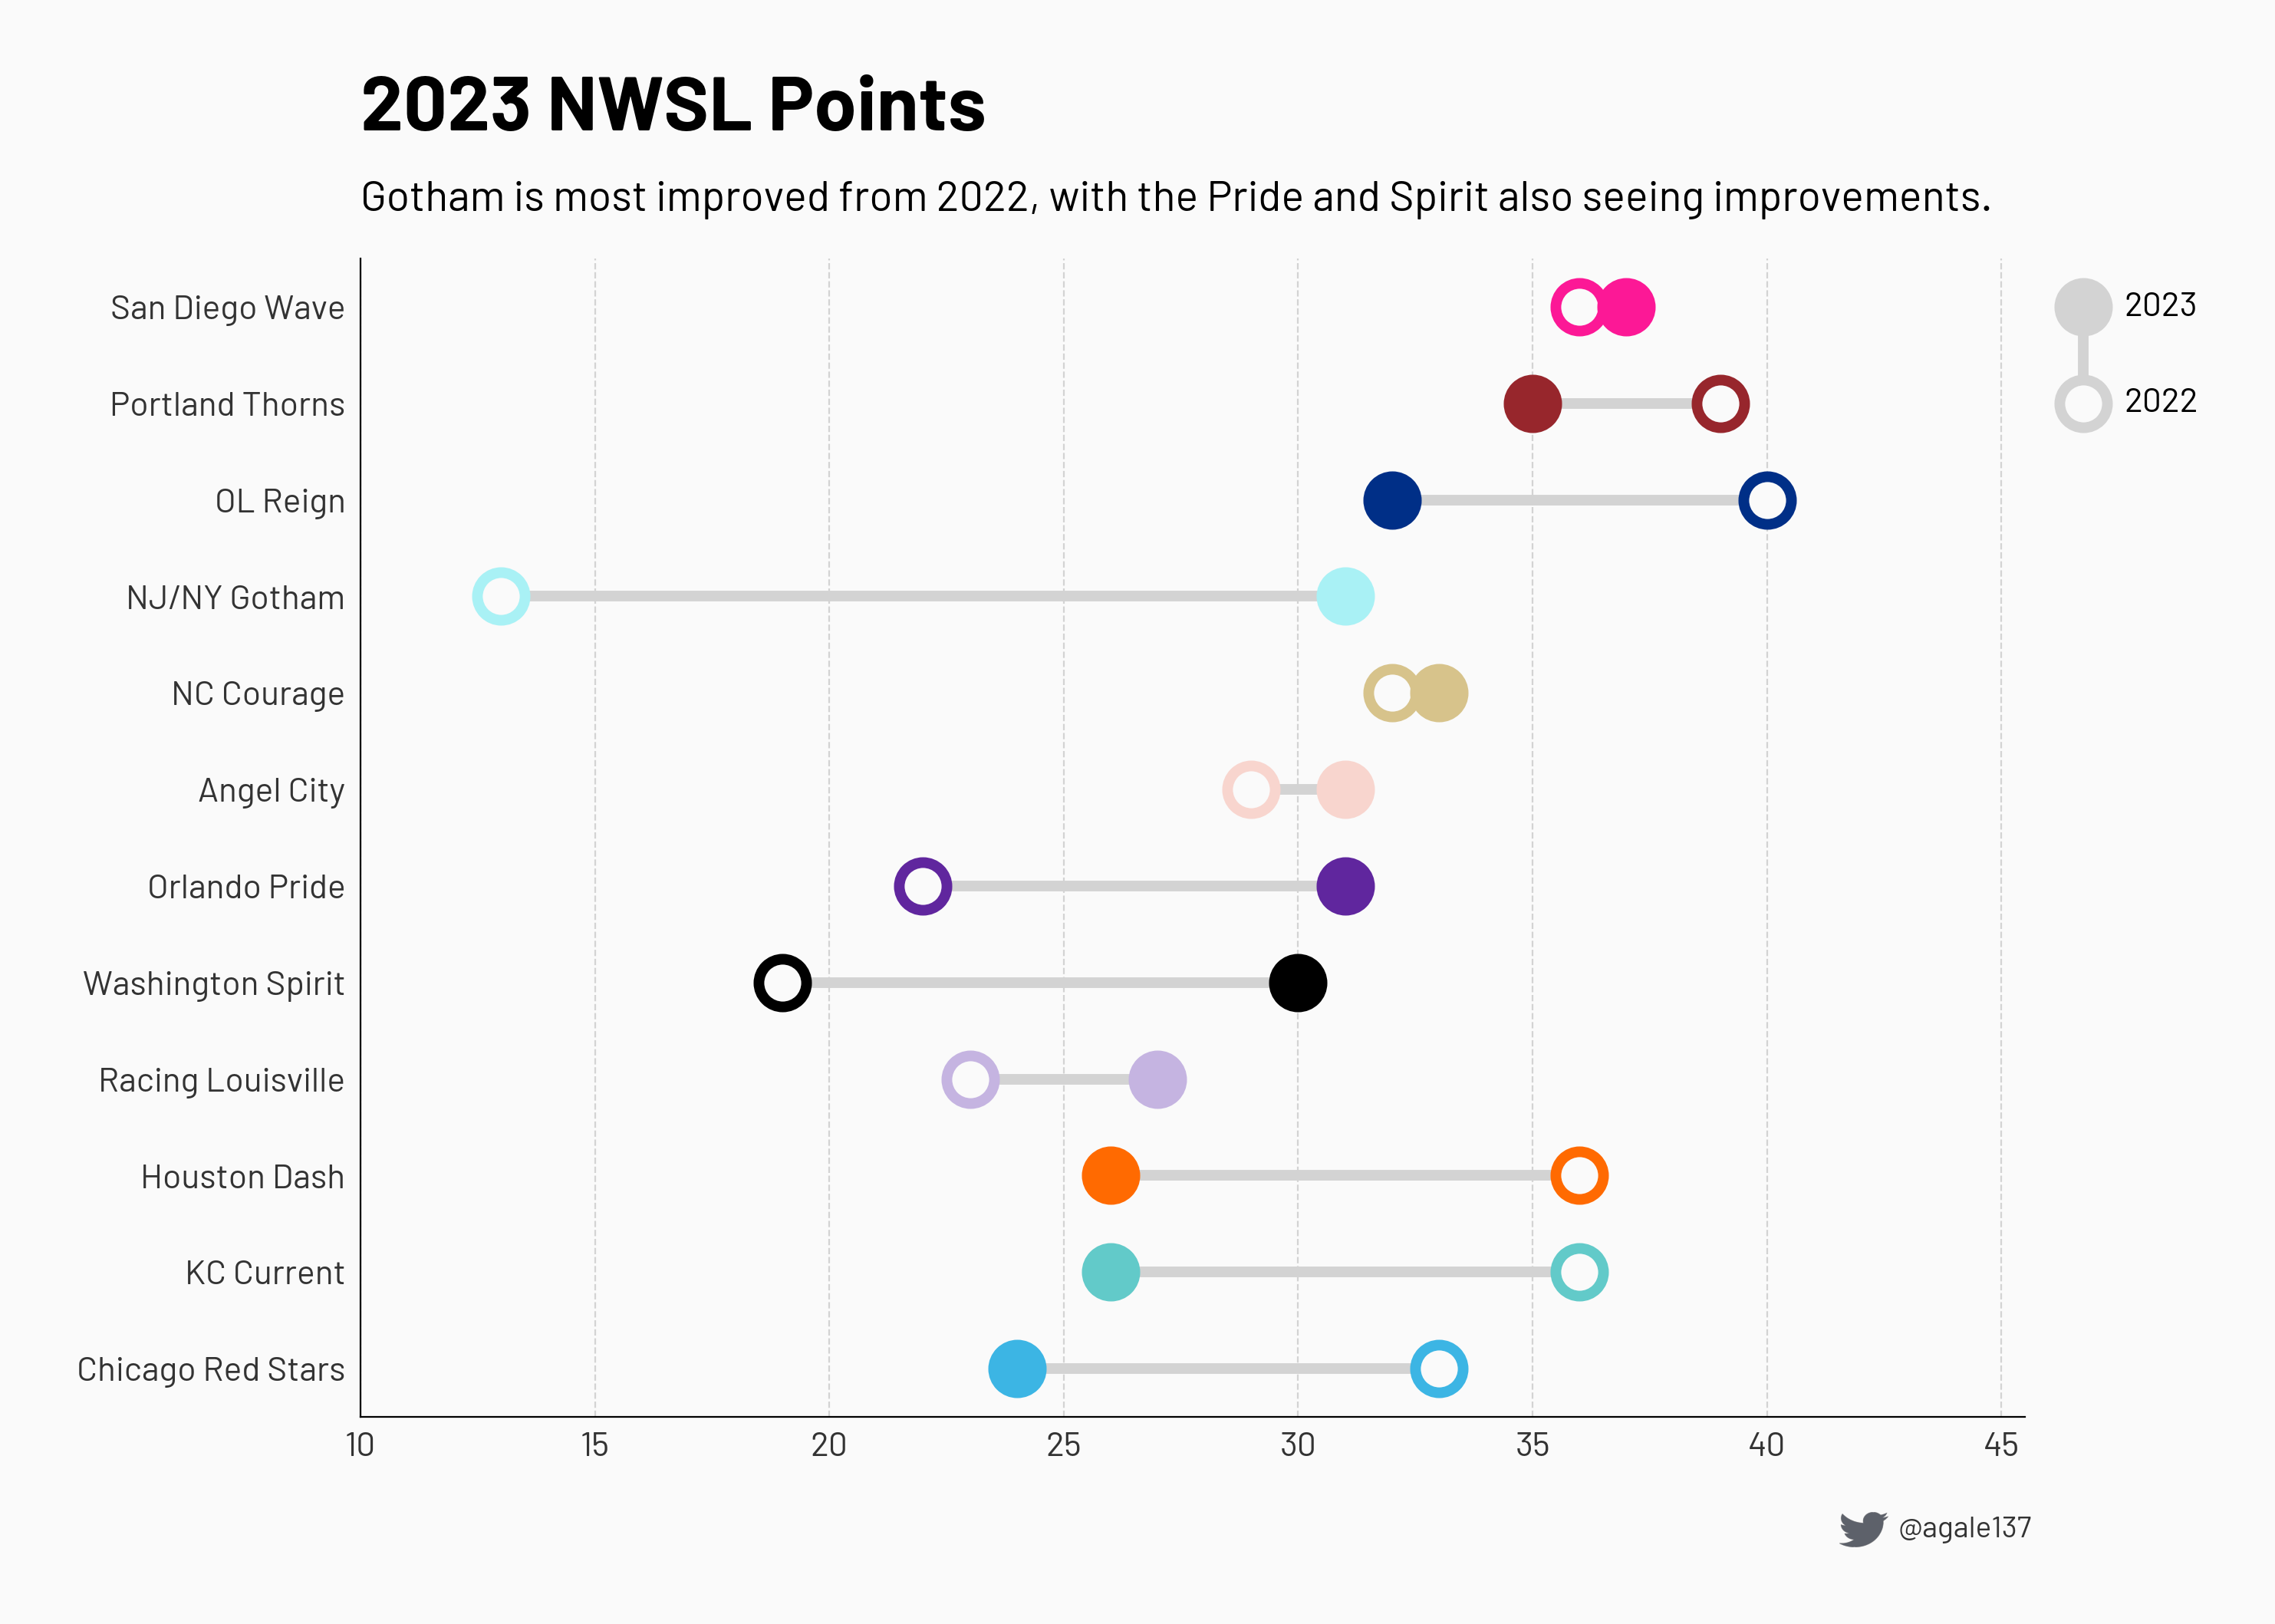 2023 NWSL Points
Gotham is most improved from 2022, with the Pride and Spirit also seeing improvements.
San Diego Wave
2023
Portland Thorns
2022
OL Reign
NJ/NY Gotham
NC Courage
Angel City
Orlando Pride
Washington Spirit
Racing Louisville
Houston Dash
KC Current
Chicago Red Stars
10 15 20 25 30 35 40 45
@agale137